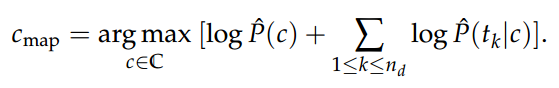 c_map = arg max_{c∈ℂ} [log P̂(c) + ∑_{1≤k≤n_d} log P̂(t_k|c)].